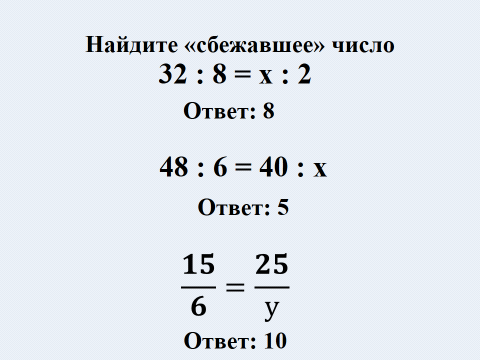 Найдите «сбежавшее» число
32 : 8 = х : 2
Ответ: 8
48 : 6 = 40 : х
Ответ: 5
15/6 = 25/y
Ответ: 10